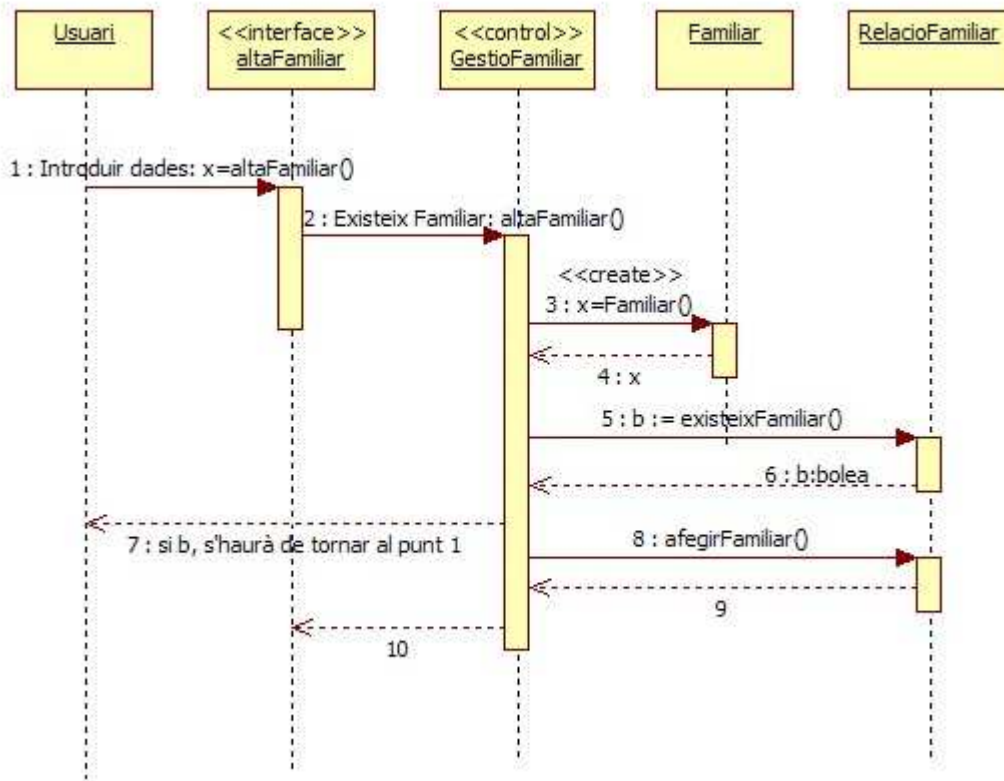 Usuari
<<interface>>
altaFamiliar
<<control>>
GestioFamiliar
Familiar
RelacioFamiliar
1 : Introduir dades: x=altaFamiliar()
2 : Existeix Familiar: altaFamiliar()
<<create>>
3 : x=Familiar()
4 : x
5 : b := existeixFamiliar()
6 : b:bolea
7 : si b, s'haurà de tornar al punt 1
8 : afegirFamiliar()
9
10